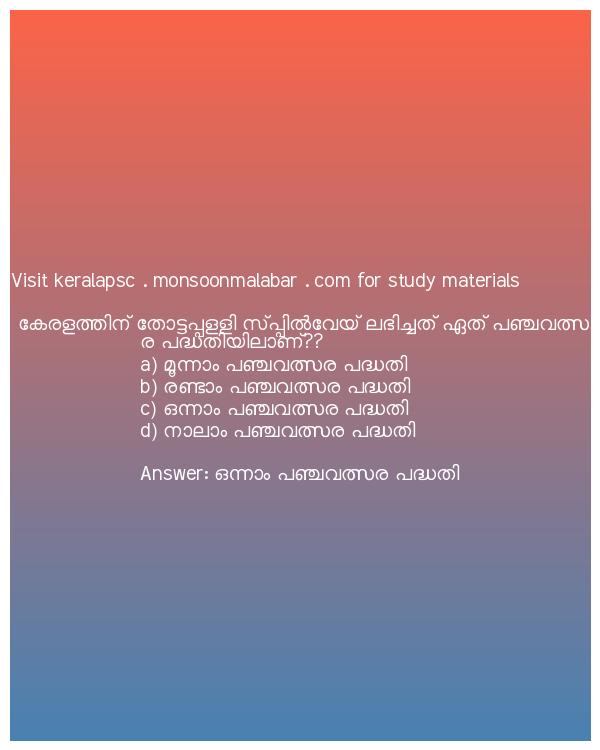 Visit keralapsc . monsoonmalabar . com for study materials
കേരളത്തിന് തോട്ടപ്പള്ളി സ്പ്പിൽവേയ് ലഭിച്ചത് ഏത് പഞ്ചവത്സ
ര പദ്ധതിയിലാണ്??
a) മൂന്നാം പഞ്ചവത്സര പദ്ധതി
b) രണ്ടാം പഞ്ചവത്സര പദ്ധതി
c) ഒന്നാം പഞ്ചവത്സര പദ്ധതി
d) നാലാം പഞ്ചവത്സര പദ്ധതി
Answer: ഒന്നാം പഞ്ചവത്സര പദ്ധതി